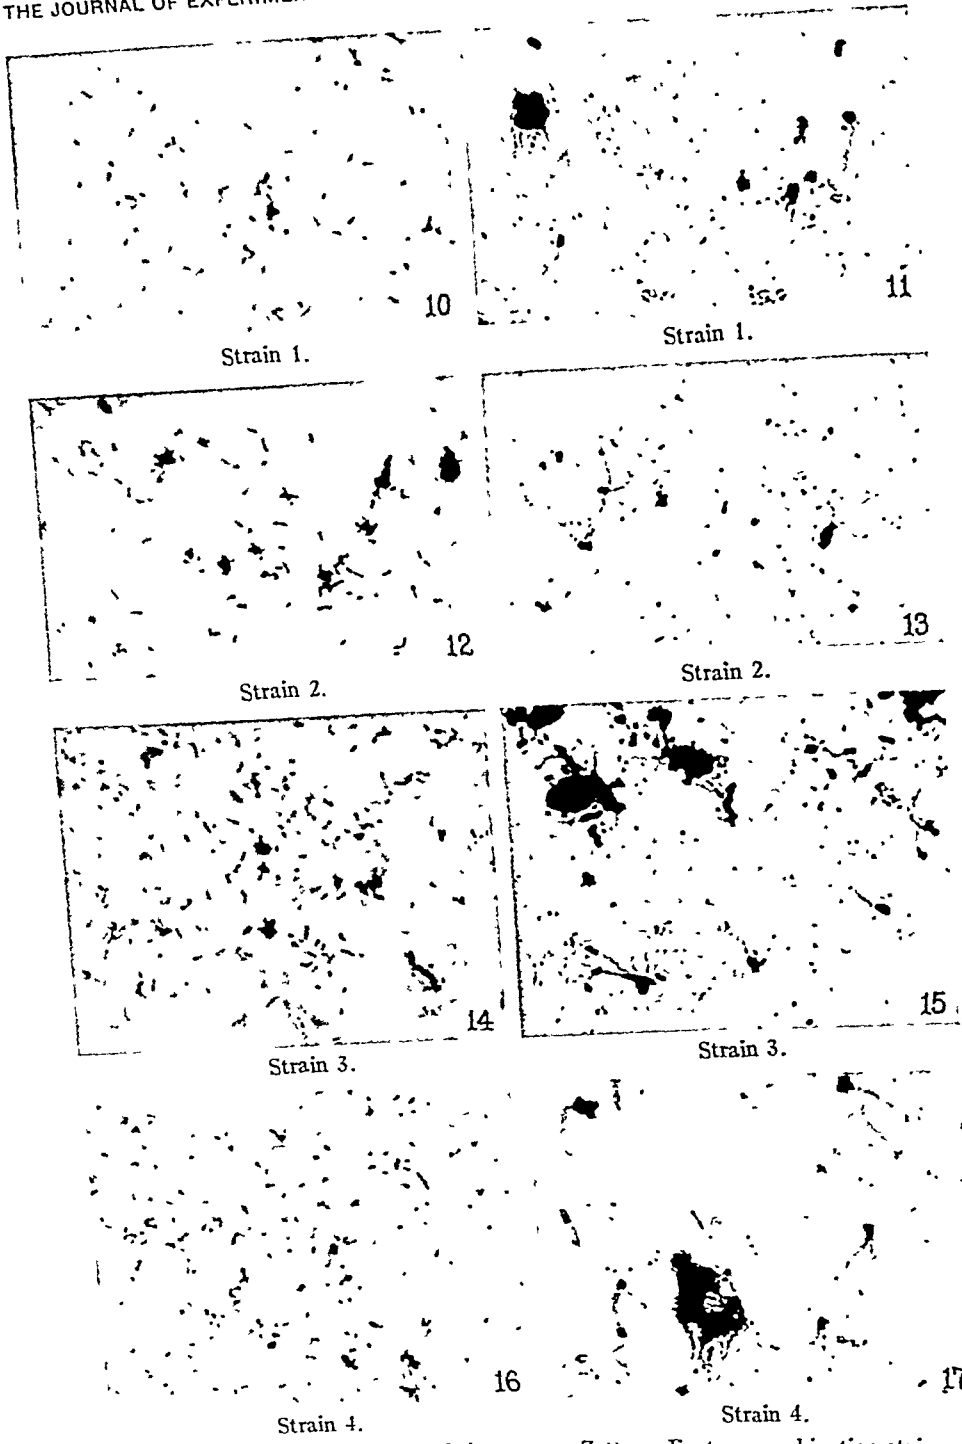 THE JOURNAL OF
10
11
Strain 1.
Strain 1.
12
13
Strain 2.
Strain 2.
14
15
Strain 3.
Strain 3.
16
17
Strain 4.
Strain 4.